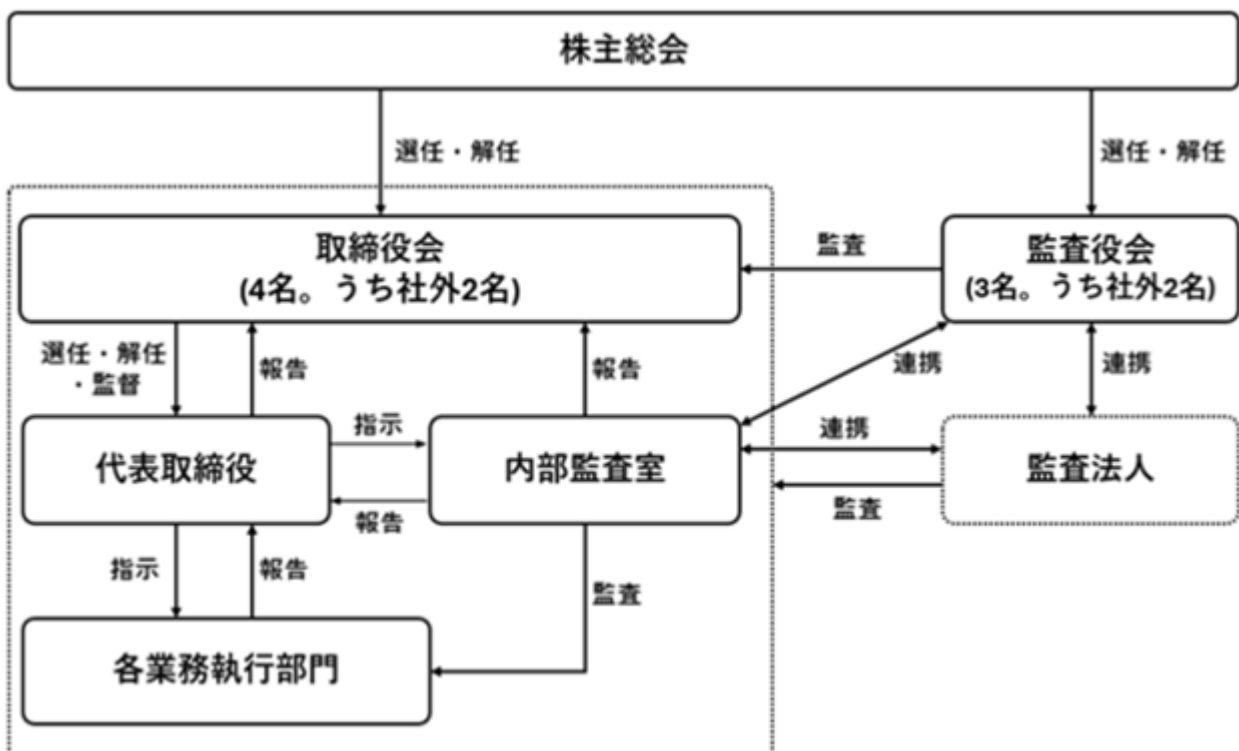 株主総会
選任・解任
選任・解任
取締役会
(4名。うち社外2名)
監査
監査役会
(3名。うち社外2名)
選任・解任
・監督
報告
報告
連携
連携
代表取締役
指示
報告
内部監査室
連携
監査
監査法人
指示
報告
監査
各業務執行部門